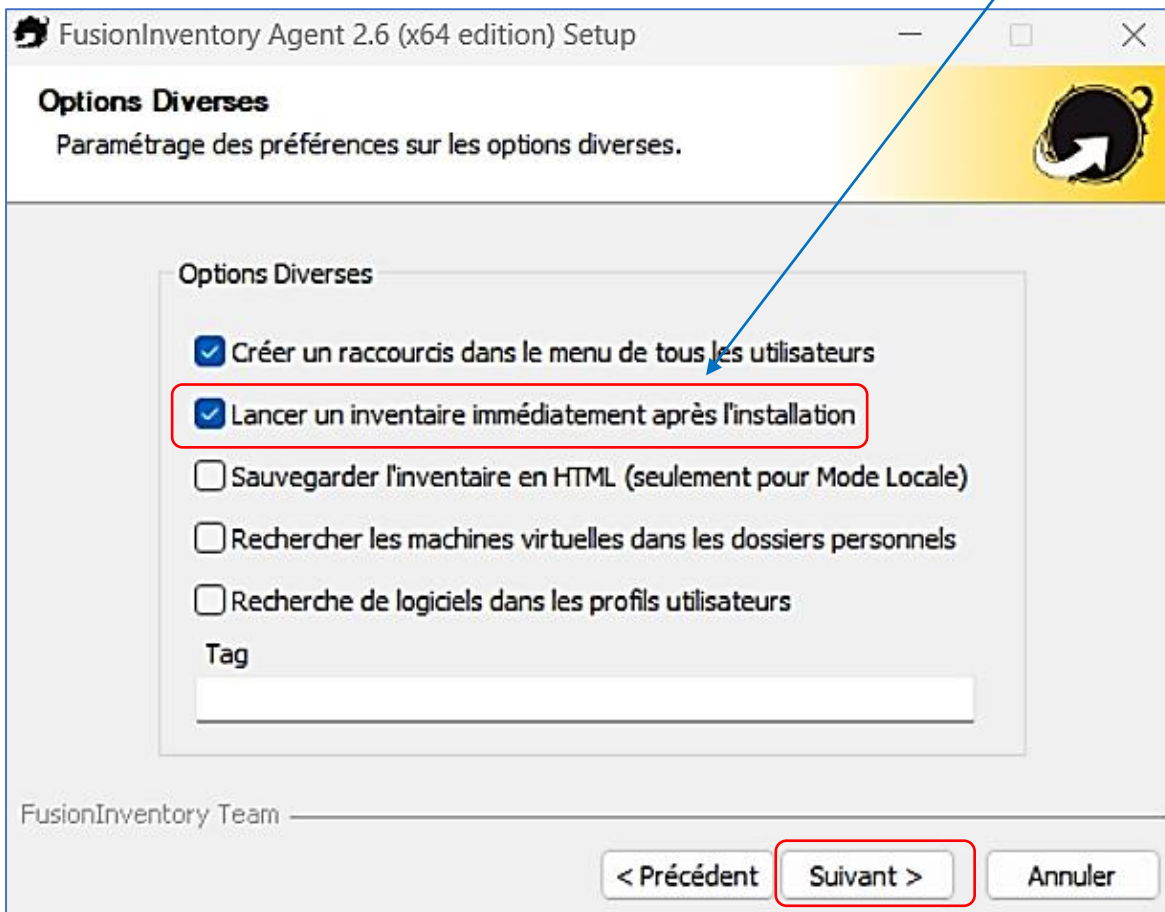 FusionInventory Agent 2.6 (x64 edition) Setup
Options Diverses
Paramétrage des préférences sur les options diverses.
Options Diverses
Créer un raccourcis dans le menu de tous les utilisateurs
Lancer un inventaire immédiatement après l'installation
Sauvegarder l'inventaire en HTML (seulement pour Mode Locale)
Rechercher les machines virtuelles dans les dossiers personnels
Recherche de logiciels dans les profils utilisateurs
Tag
FusionInventory Team
< Précédent Suivant > Annuler